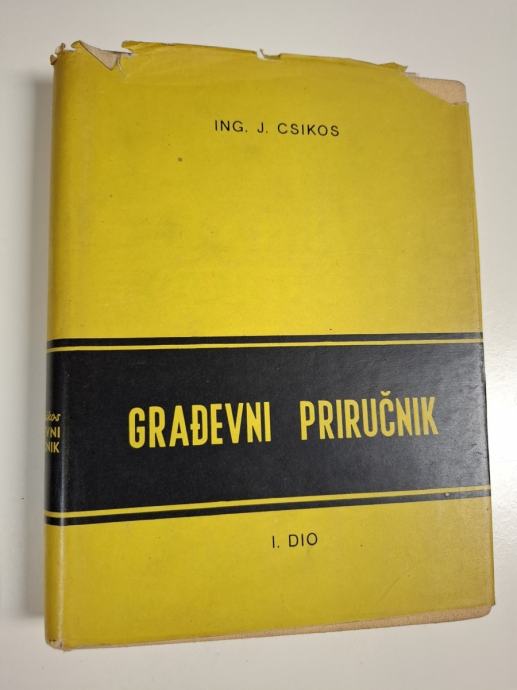 ING. J. CSIKOS
GRAĐEVNI PRIRUČNIK
I. DIO